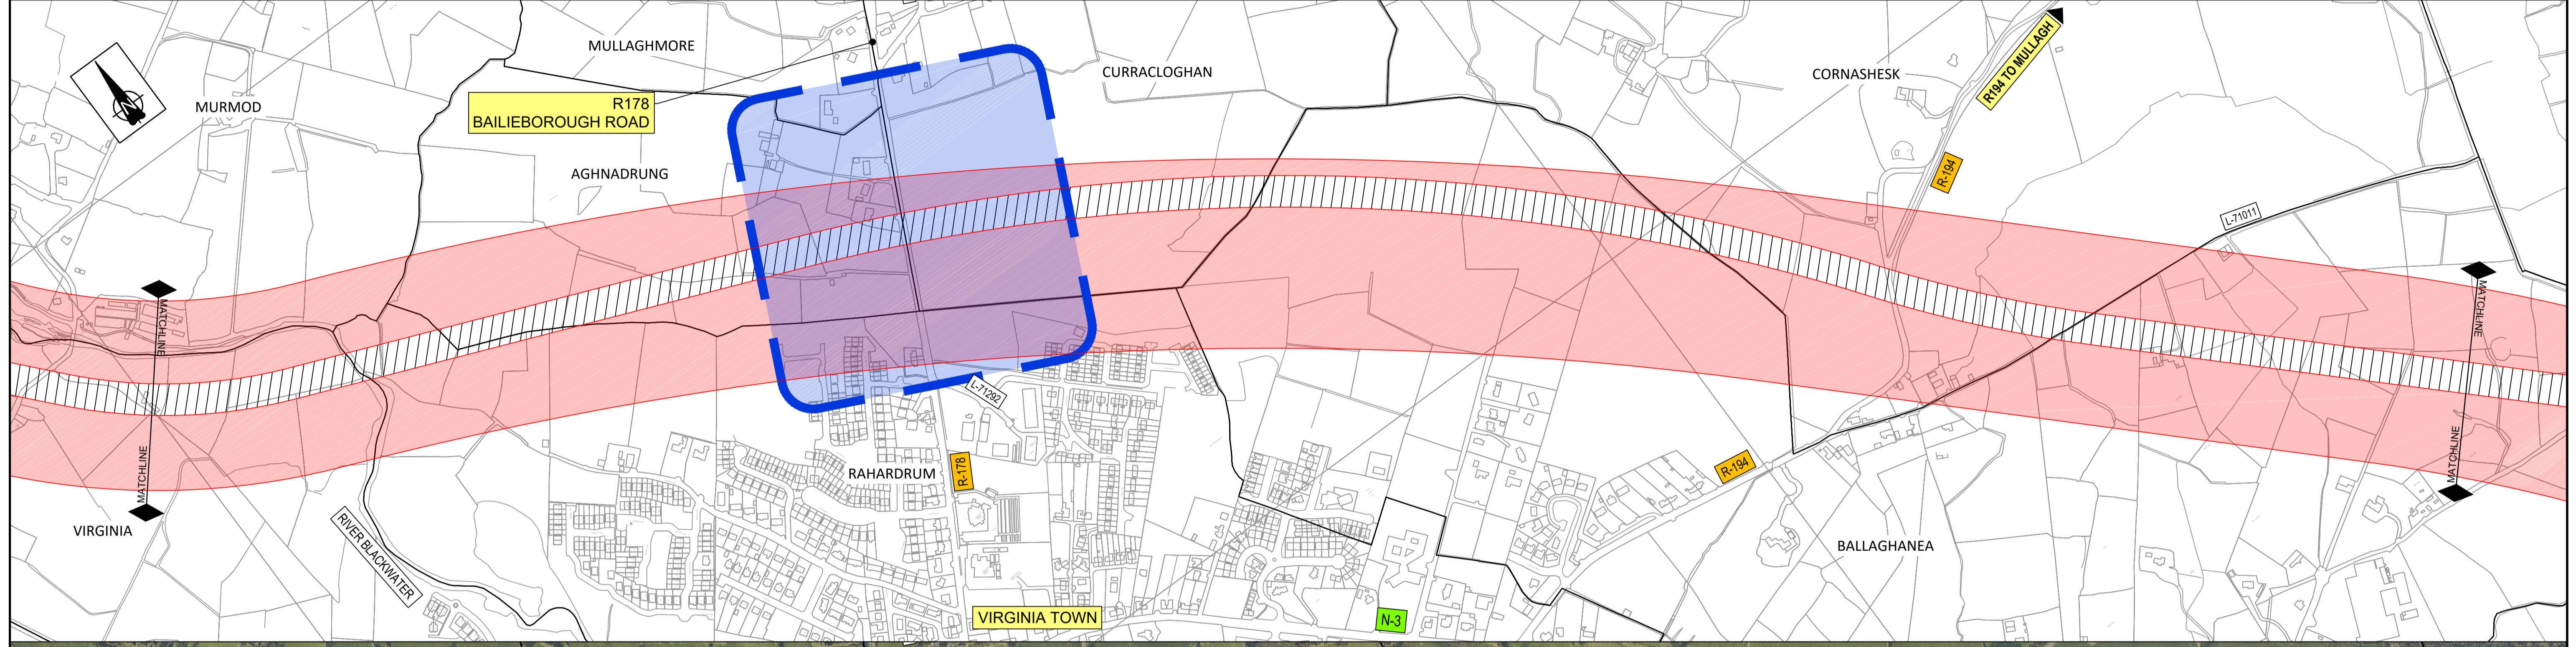 MULLAGHMORE
CURRACLOGHAN
CORNASHESK
R194 TO MULLAGH
N
MURMOD
R178
BAILIEBOROUGH ROAD
AGHNADRUNG
R-194
L-71011
MATCHLINE
MATCHLINE
L-71292
MATCHLINE
MATCHLINE
RAHARDRUM
R-178
R-194
VIRGINIA
RIVER BLACKWATER
BALLAGHANEA
VIRGINIA TOWN
N-3